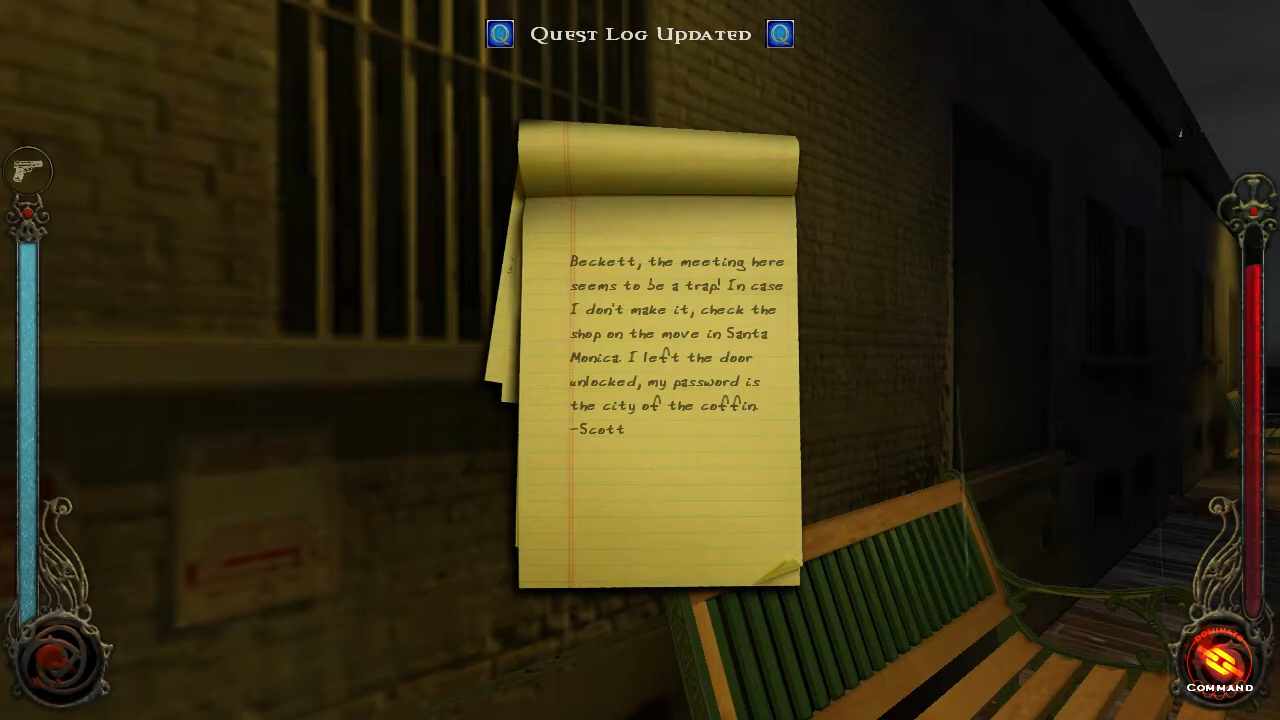 Quest Log Updated
Beckett, the meeting here
seems to be a trap! In case
I don't make it, check the
shop on the move in Santa
Monica. I left the door
unlocked, my password is
the city of the coffin.
-Scott
DOMINATE
COMMAND